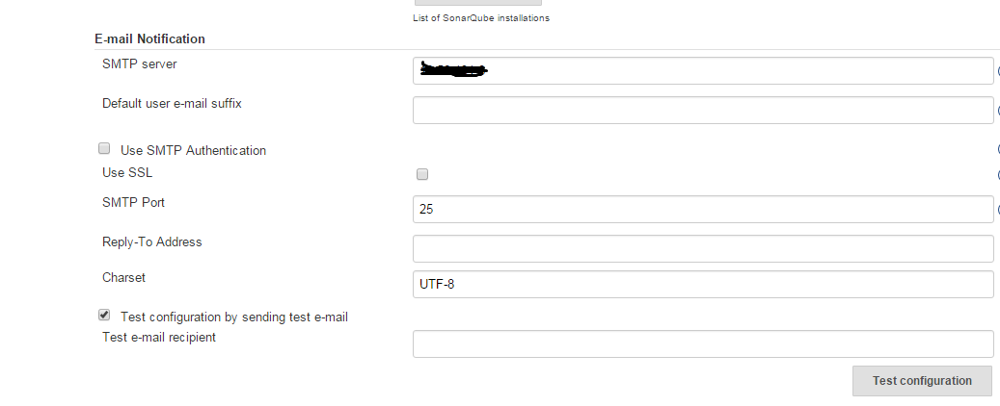 List of SonarQube installations
E-mail Notification
SMTP server
Default user e-mail suffix
Use SMTP Authentication
Use SSL
SMTP Port
25
Reply-To Address
Charset
UTF-8
Test configuration by sending test e-mail
Test e-mail recipient
Test configuration